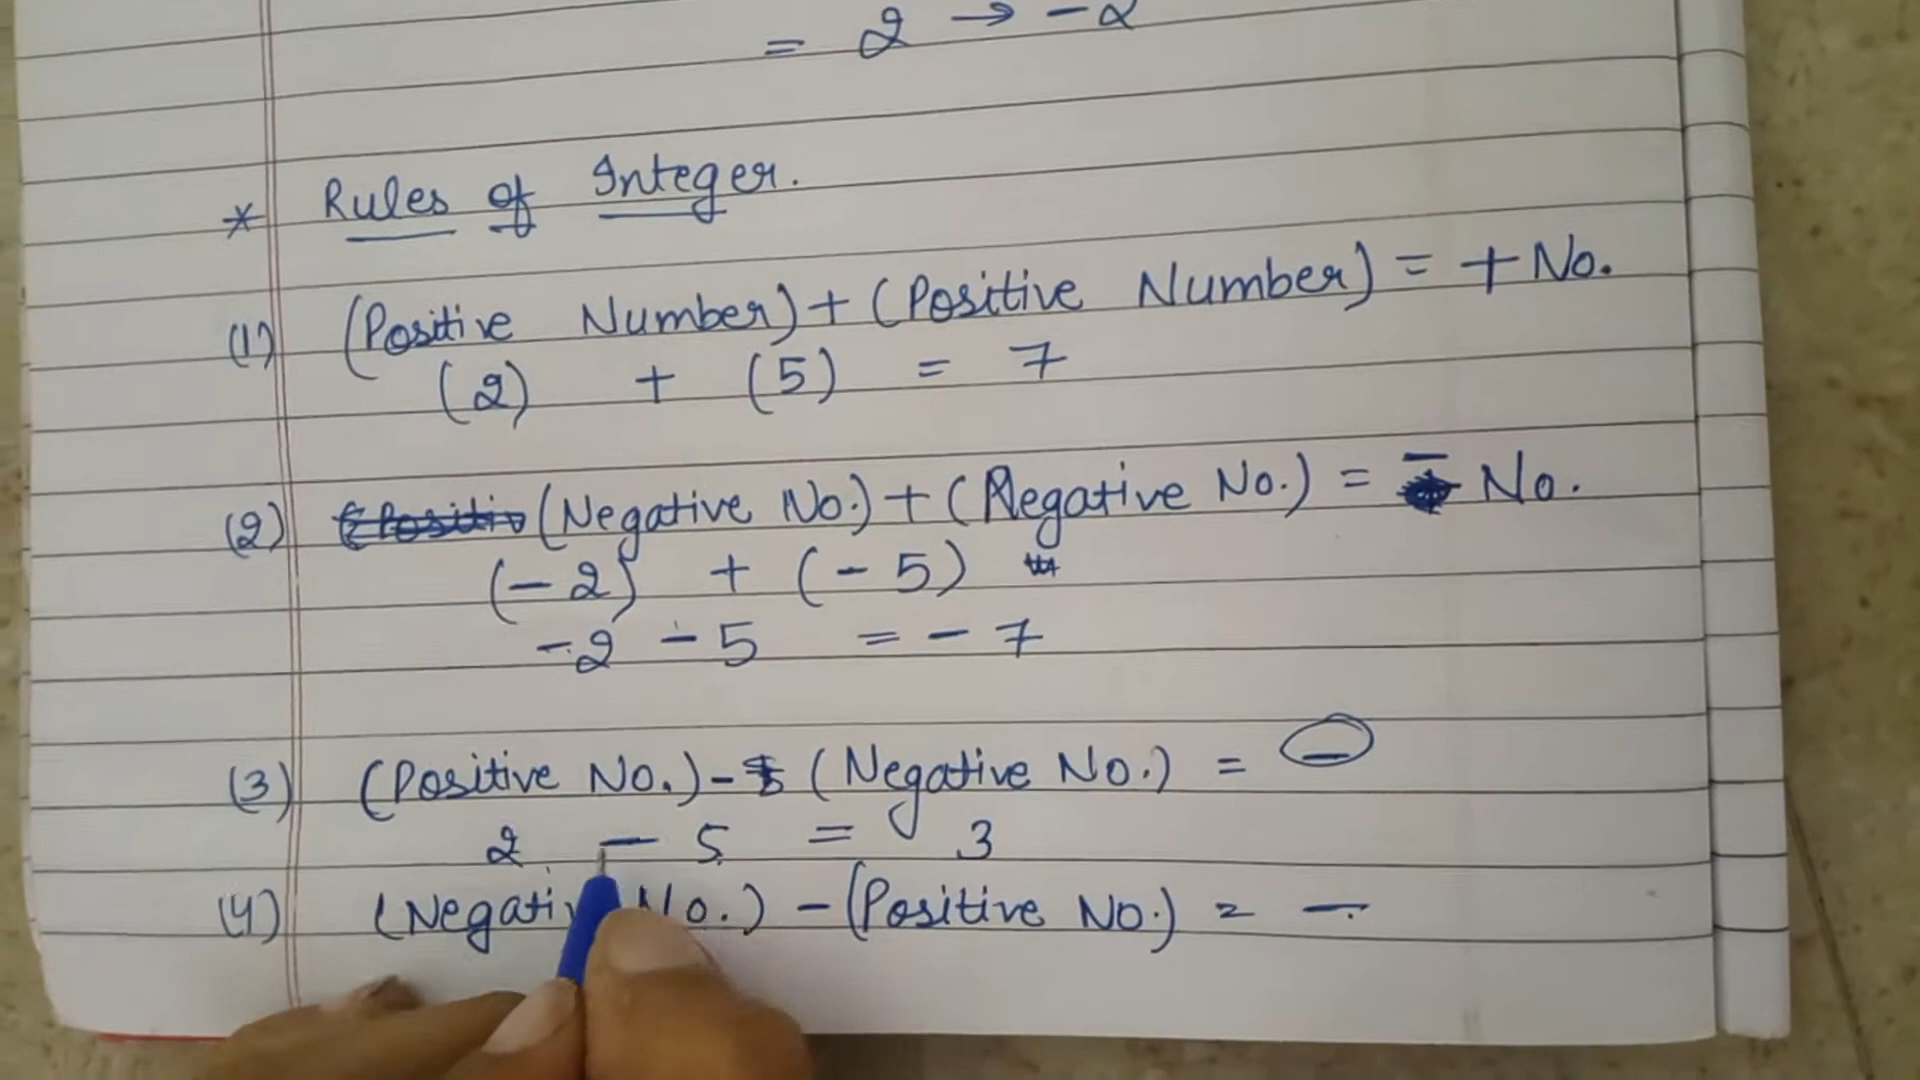 = 2 → -2
* Rules of Integer.
(1) (Positive Number) + (Positive Number) = + No.
(2) + (5) = 7
(2) (Negative No.) + (Negative No.) = - No.
(-2) + (-5)
-2 - 5 = - 7
(3) (Positive No.) - (Negative No.) = -
2 - 5 = 3
(4) (Negative No.) - (Positive No.) = -